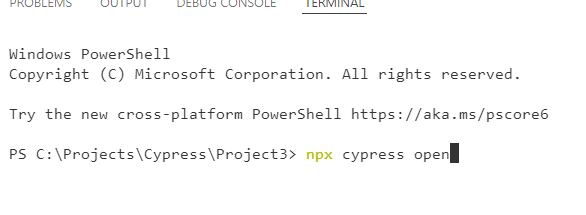 PROBLEMS OUTPUT DEBUG CONSOLE TERMINAL
Windows PowerShell
Copyright (C) Microsoft Corporation. All rights reserved.
Try the new cross-platform PowerShell https://aka.ms/pscore6
PS C:\Projects\Cypress\Project3> npx cypress open